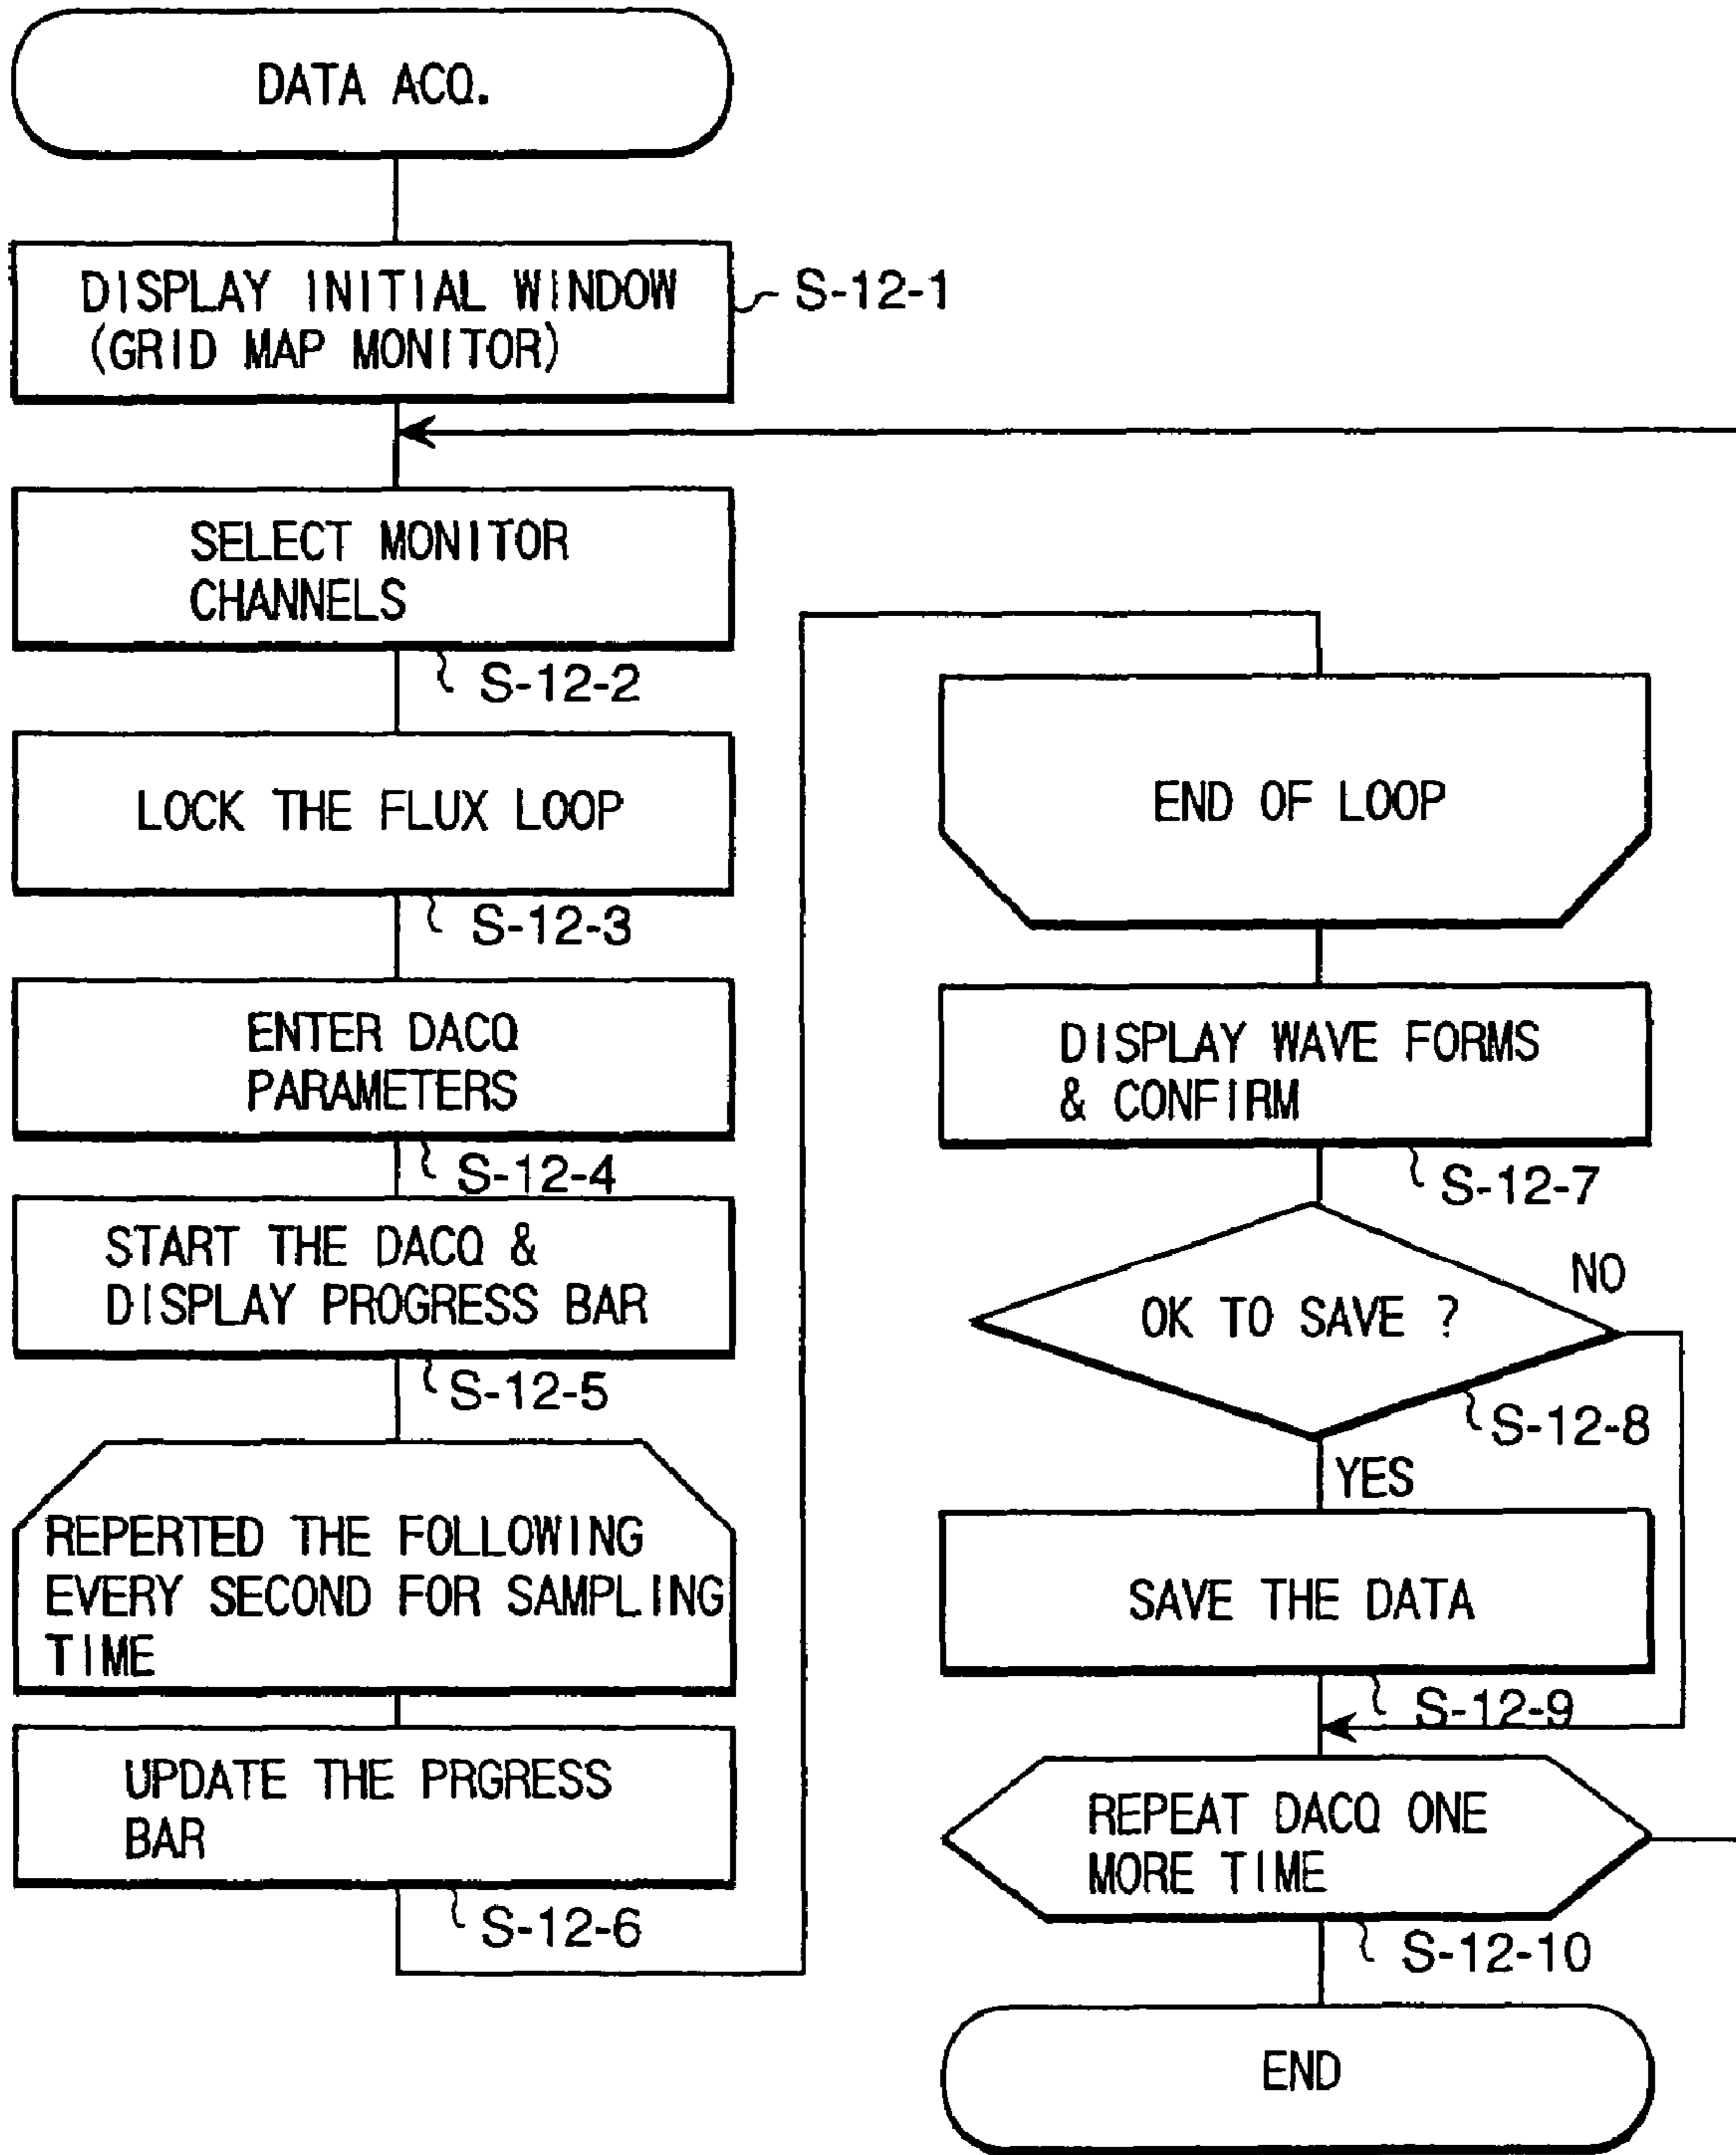 DATA ACQ.
DISPLAY INITIAL WINDOW
(GRID MAP MONITOR)
S-12-1
SELECT MONITOR
CHANNELS
S-12-2
LOCK THE FLUX LOOP
S-12-3
ENTER DACQ
PARAMETERS
S-12-4
START THE DACQ &
DISPLAY PROGRESS BAR
S-12-5
REPERTED THE FOLLOWING
EVERY SECOND FOR SAMPLING
TIME
UPDATE THE PRGRESS
BAR
S-12-6
END OF LOOP
DISPLAY WAVE FORMS
& CONFIRM
S-12-7
OK TO SAVE ?
NO
S-12-8
YES
SAVE THE DATA
S-12-9
REPEAT DACQ ONE
MORE TIME
S-12-10
END